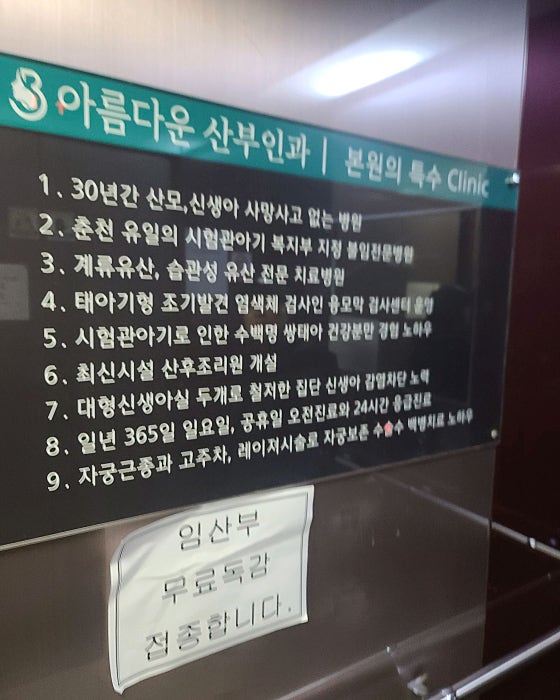 아름다운 산부인과 | 본원의 특수 Clinic
1. 30년간 산모,신생아 사망사고 없는 병원
2. 춘천 유일의 시험관아기 복지부 지정 불임전문병원
3. 계류유산, 습관성 유산 전문 치료병원
4. 태아기형 조기발견 염색체 검사인 융모막 검사센터 운영
5. 시험관아기로 인한 수백명 쌍태아 건강분만 경험 노하우
6. 최신시설 산후조리원 개설
7. 대형신생아실 두개로 철저한 집단 신생아 감염차단 노력
8. 일년 365일 일요일, 공휴일 오전진료와 24시간 응급진료
9. 자궁근종과 고주차, 레이져시술로 자궁보존 수술수 백병치료 노하우
임산부
무료독감
접종합니다.